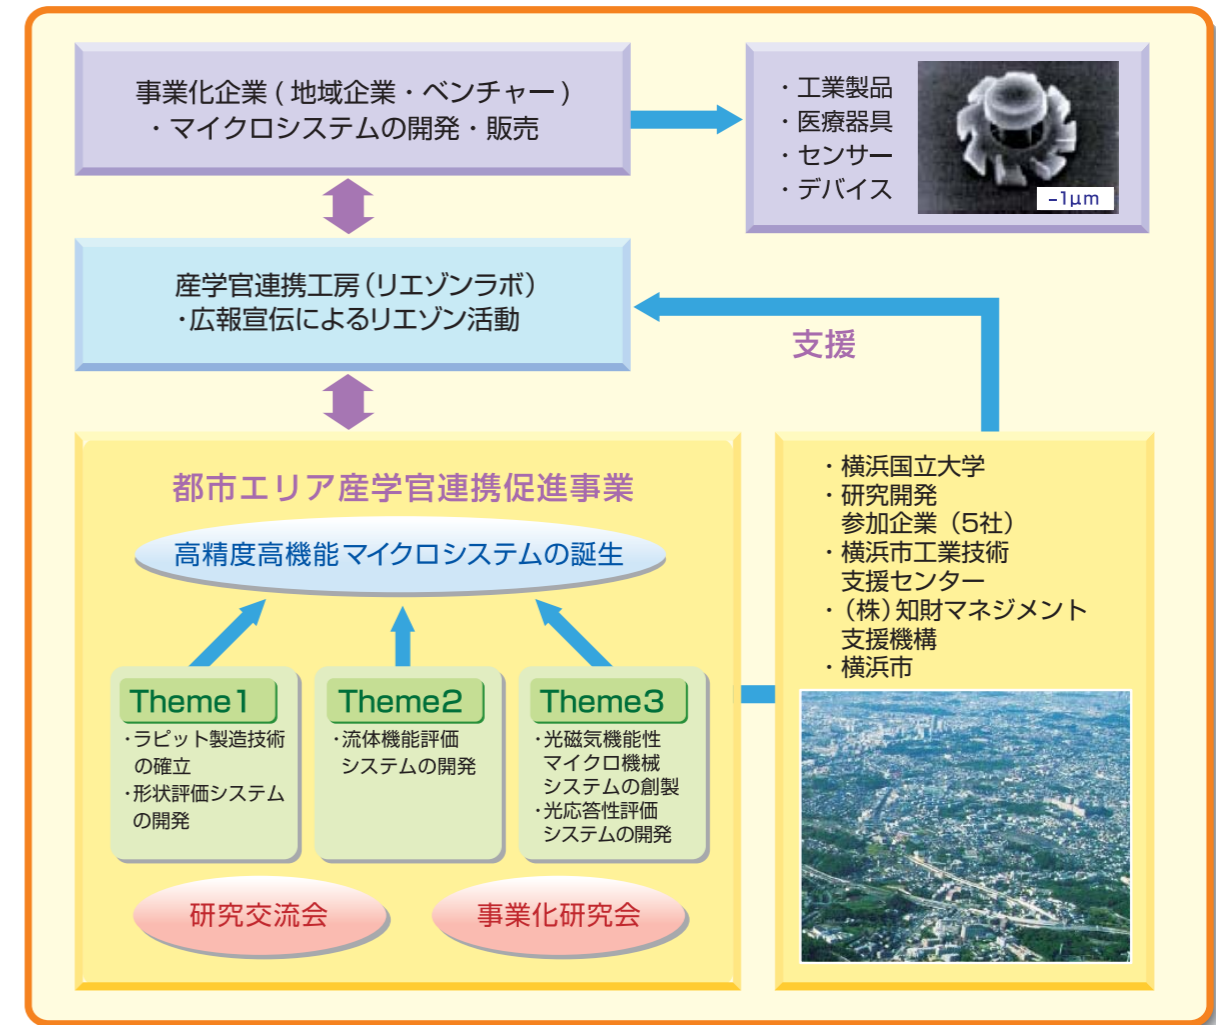 事業化企業 ( 地域企業・ベンチャー )
・マイクロシステムの開発・販売
・工業製品
・医療器具
・センサー
・デバイス
-1μm
産学官連携工房(リエゾンラボ)
・広報宣伝によるリエゾン活動
支援
都市エリア産学官連携促進事業
高精度高機能マイクロシステムの誕生
Theme1
・ラピット製造技術
の確立
・形状評価システム
の開発
Theme2
・流体機能評価
システムの開発
Theme3
・光磁気機能性
マイクロ機械
システムの創製
・光応答性評価
システムの開発
研究交流会
事業化研究会
・横浜国立大学
・研究開発
参加企業(5社)
・横浜市工業技術
支援センター
・(株)知財マネジメント
支援機構
・横浜市